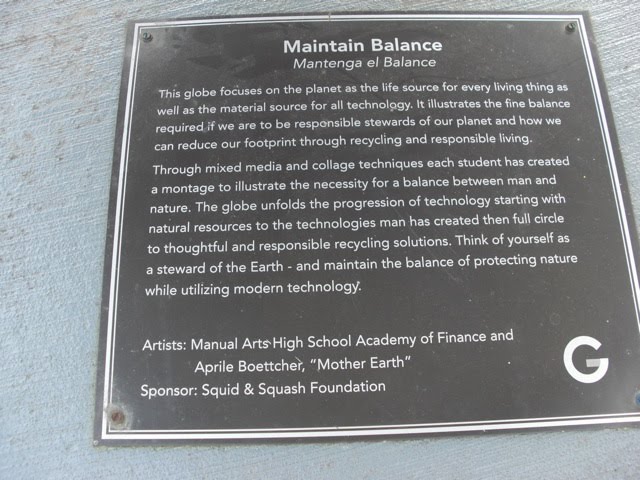 Maintain Balance
Mantenga el Balance
This globe focuses on the planet as the life source for every living thing as
well as the material source for all technology. It illustrates the fine balance
required if we are to be responsible stewards of our planet and how we
can reduce our footprint through recycling and responsible living.
Through mixed media and collage techniques each student has created
a montage to illustrate the necessity for a balance between man and
nature. The globe unfolds the progression of technology starting with
natural resources to the technologies man has created then full circle
to thoughtful and responsible recycling solutions. Think of yourself as
a steward of the Earth - and maintain the balance of protecting nature
while utilizing modern technology.
Artists: Manual Arts High School Academy of Finance and
Aprile Boettcher, “Mother Earth”
Sponsor: Squid & Squash Foundation
G